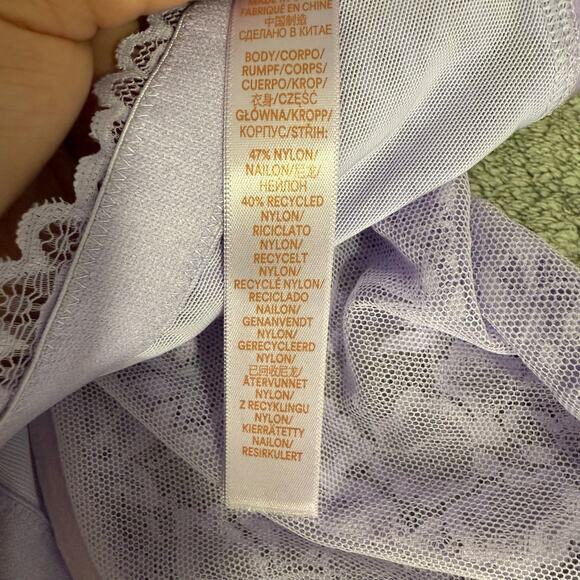 FABRIQUÉ EN CHINE
中国制造
СДЕЛАНО В КИТАЕ
BODY/CORPO/
RUMPF/CORPS/
CUERPO/KROP/
衣身/CZĘŚĆ
GŁÓWNA/KROPP/
КОРПУС/STRİH:
47% NYLON/
NAILON/尼龙/
НЕЙЛОН
40% RECYCLED
NYLON/
RICICLATO
NYLON/
RECYCELT
NYLON/
RECYCLÉ NYLON/
RECICLADO
NAILON/
GENANVENDT
NYLON/
GERECYCLEERD
NYLON/
已回收尼龙/
ÅTERVUNNET
NYLON/
Z RECYKLINGU
NYLON/
KIERRÄTETTY
NAILON/
RESIRKULERT